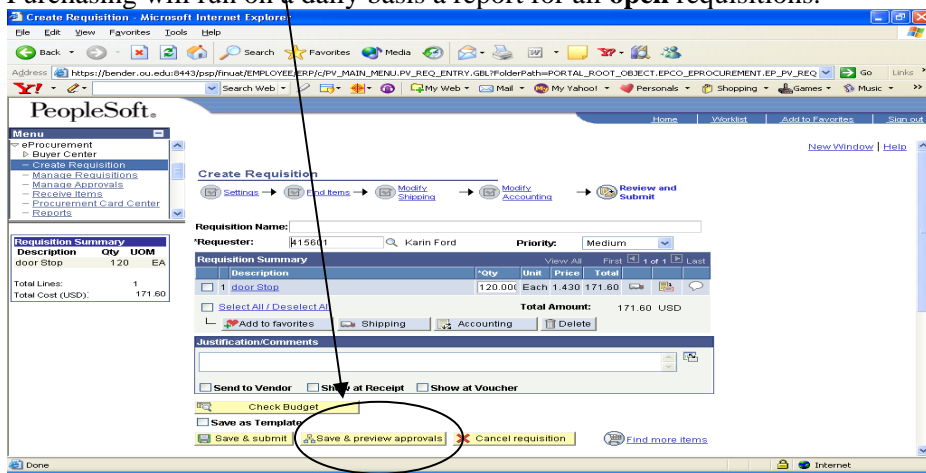 Purchasing will run on a daily basis a report for all open requisitions.
Create Requisition - Microsoft Internet Explorer
File Edit View Favorites Tools Help
Back Search Favorites Media
Address https://bender.ou.edu:8443/psp/finuat/EMPLOYEE/ERP/c/PV_MAIN_MENU.PV_REQ_ENTRY.GBL?FolderPath=PORTAL_ROOT_OBJECT.EPCO_EPROCUREMENT.EP_PV_REQ Go Links »
Y! Search Web My Web Mail My Yahoo! Personals Shopping Games Music »
PeopleSoft.
Home Worklist Add to Favorites Sign out
Menu
eProcurement
Buyer Center
– Create Requisition
– Manage Requisitions
– Manage Approvals
– Receive Items
– Procurement Card Center
– Reports
New Window | Help
Create Requisition
Settings Find Items Modify Shipping Modify Accounting Review and Submit
Requisition Name:
*Requester: 415601 Karin Ford Priority: Medium
Requisition Summary
Description Qty UOM
door Stop 120 EA
Total Lines: 1
Total Cost (USD): 171.60
Requisition Summary View All First 1 of 1 Last
Description *Qty Unit Price Total
1 door Stop 120.000 Each 1.430 171.60
Select All / Deselect All Total Amount: 171.60 USD
Add to favorites Shipping Accounting Delete
Justification/Comments
Send to Vendor Show at Receipt Show at Voucher
Check Budget
Save as Template
Save & submit Save & preview approvals Cancel requisition Find more items
Done Internet